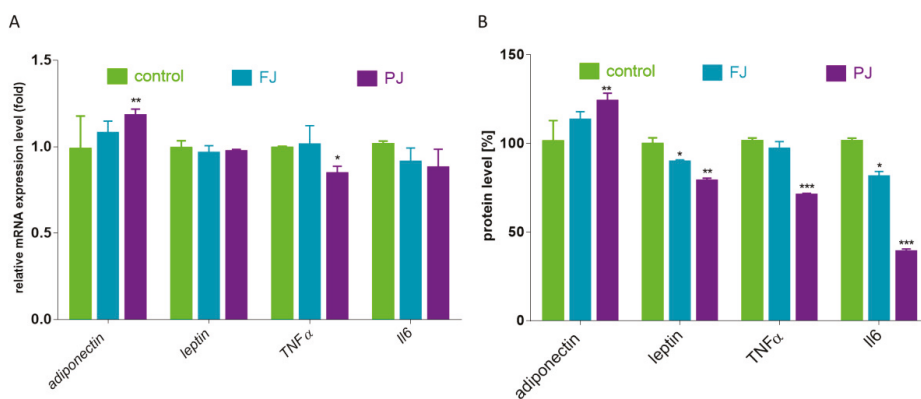 A
relative mRNA expression level (fold)
1.5
1.0
0.5
0.0
control FJ PJ
**
*
adiponectin leptin TNFα Il6
B
protein level [%]
150
100
50
0
control FJ PJ
**
*
**
***
*
***
adiponectin leptin TNFα Il6